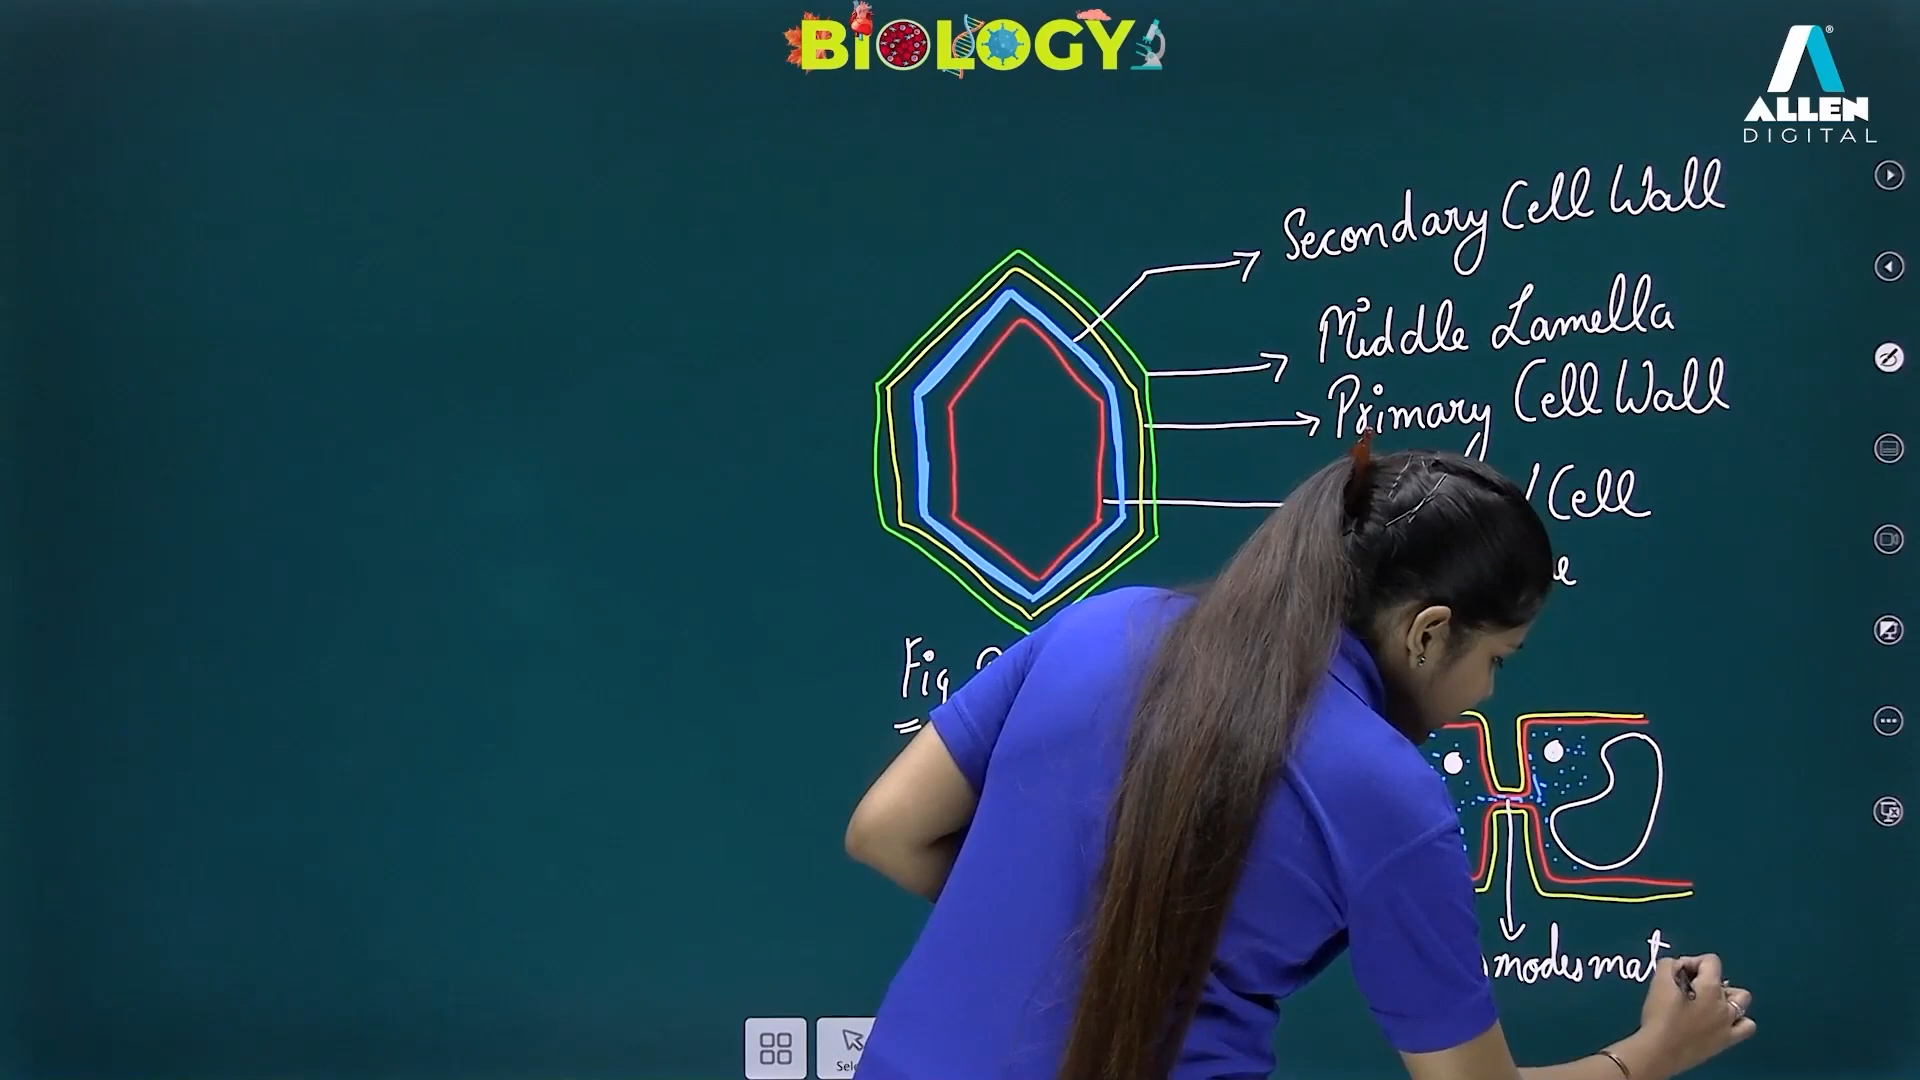 BIOLOGY
ALLEN
DIGITAL
Secondary Cell Wall
Middle Lamella
Primary Cell Wall
Cell
Fig
modesmat